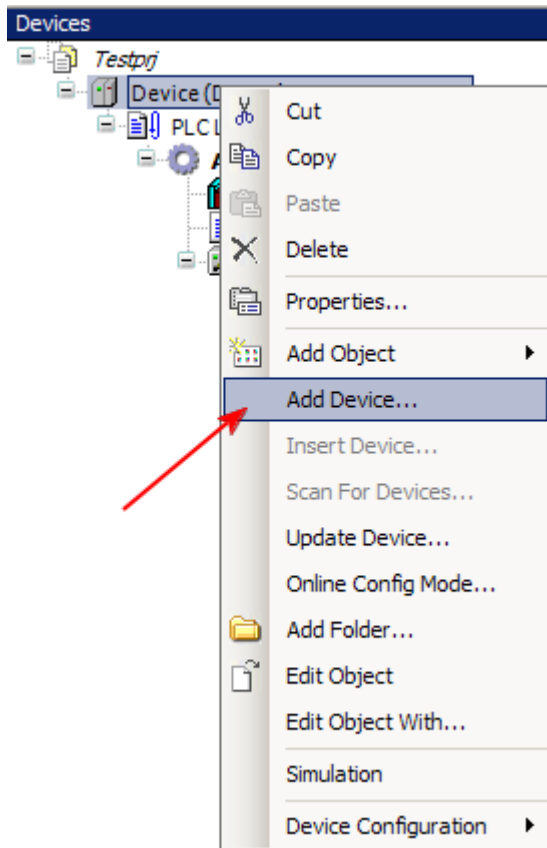 Devices
Testprj
Device (
PLC
Cut
Copy
Paste
Delete
Properties...
Add Object
Add Device...
Insert Device...
Scan For Devices...
Update Device...
Online Config Mode...
Add Folder...
Edit Object
Edit Object With...
Simulation
Device Configuration